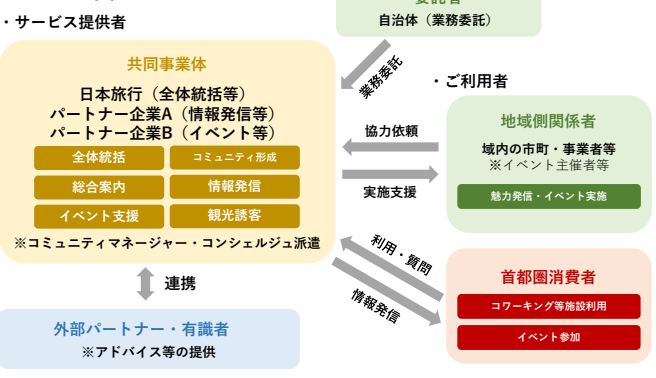 ・サービス提供者
委託者
自治体（業務委託）
共同事業体
日本旅行（全体統括等）
パートナー企業A（情報発信等）
パートナー企業B（イベント等）
全体統括
コミュニティ形成
総合案内
情報発信
イベント支援
観光誘客
※コミュニティマネージャー・コンシェルジュ派遣
業務委託
・ご利用者
協力依頼
実施支援
地域側関係者
域内の市町・事業者等
※イベント主催者等
魅力発信・イベント実施
利用・質問
情報発信
首都圏消費者
コワーキング等施設利用
イベント参加
連携
外部パートナー・有識者
※アドバイス等の提供